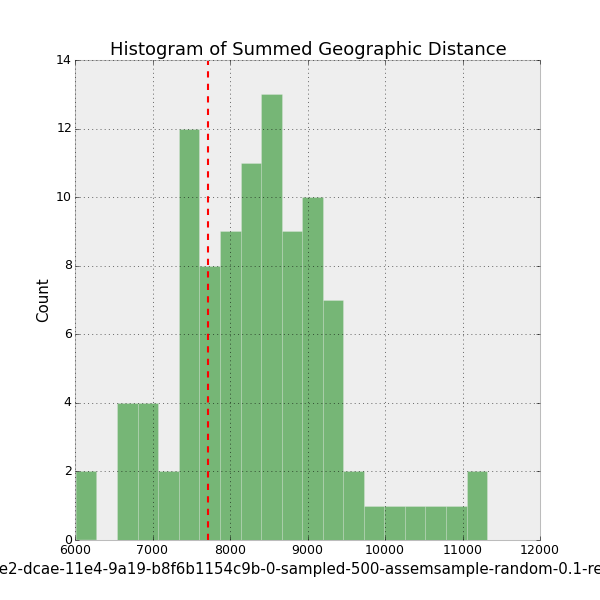 Histogram of Summed Geographic Distance
14
12
10
8
6
4
2
0
Count
6000 7000 8000 9000 10000 11000 12000
e2-dcae-11e4-9a19-b8f6b1154c9b-0-sampled-500-assemsample-random-0.1-re